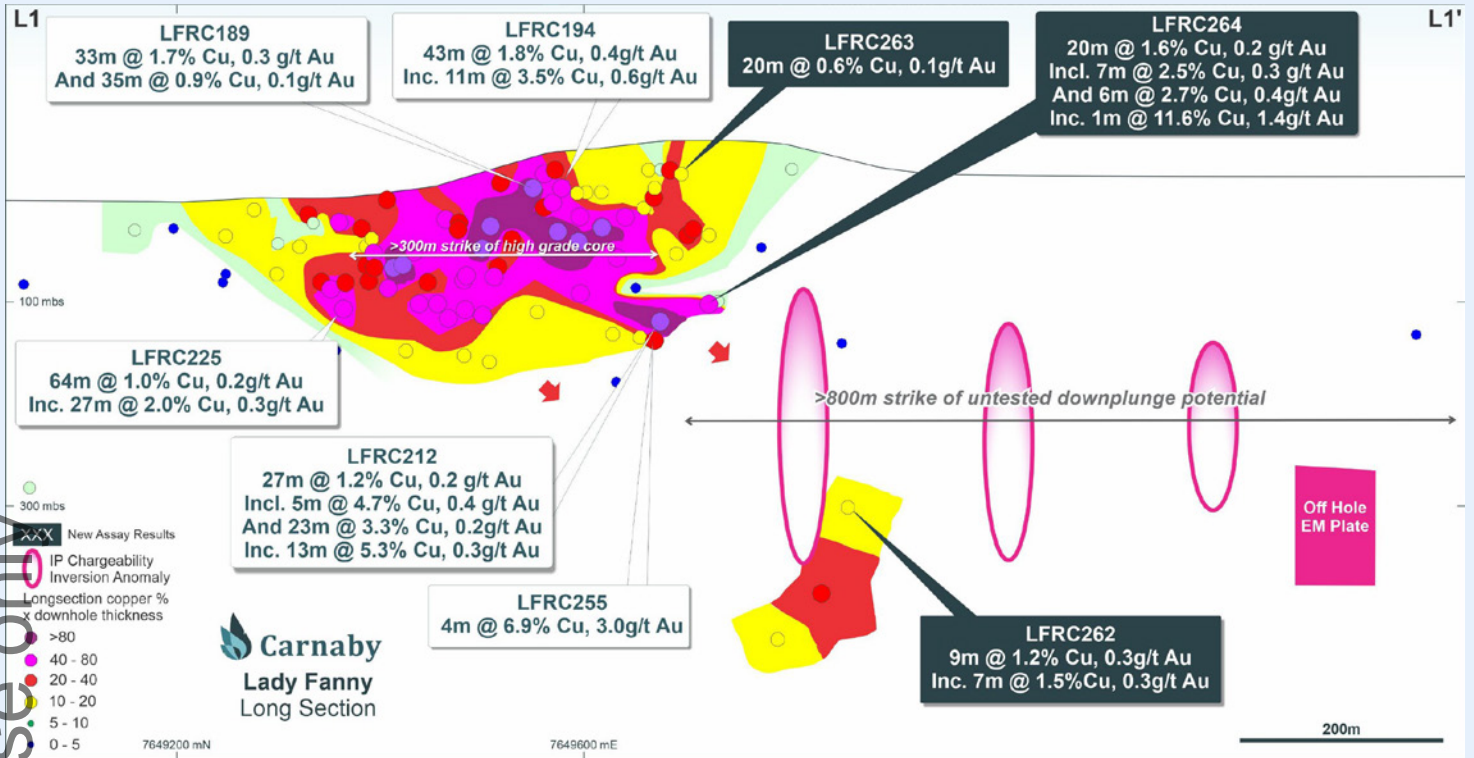 L1
L1'
LFRC189
33m @ 1.7% Cu, 0.3 g/t Au
And 35m @ 0.9% Cu, 0.1g/t Au
LFRC194
43m @ 1.8% Cu, 0.4g/t Au
Inc. 11m @ 3.5% Cu, 0.6g/t Au
LFRC263
20m @ 0.6% Cu, 0.1g/t Au
LFRC264
20m @ 1.6% Cu, 0.2 g/t Au
Incl. 7m @ 2.5% Cu, 0.3 g/t Au
And 6m @ 2.7% Cu, 0.4g/t Au
Inc. 1m @ 11.6% Cu, 1.4g/t Au
>300m strike of high grade core
100 mbs
LFRC225
64m @ 1.0% Cu, 0.2g/t Au
Inc. 27m @ 2.0% Cu, 0.3g/t Au
>800m strike of untested downplunge potential
LFRC212
27m @ 1.2% Cu, 0.2 g/t Au
Incl. 5m @ 4.7% Cu, 0.4 g/t Au
And 23m @ 3.3% Cu, 0.2g/t Au
Inc. 13m @ 5.3% Cu, 0.3g/t Au
300 mbs
Off Hole
EM Plate
XXX New Assay Results
IP Chargeability
Inversion Anomaly
Longsection copper %
x downhole thickness
>80
40 - 80
20 - 40
10 - 20
5 - 10
0 - 5
LFRC255
4m @ 6.9% Cu, 3.0g/t Au
Carnaby
Lady Fanny
Long Section
LFRC262
9m @ 1.2% Cu, 0.3g/t Au
Inc. 7m @ 1.5%Cu, 0.3g/t Au
7649200 mN
7649600 mE
200m
se only